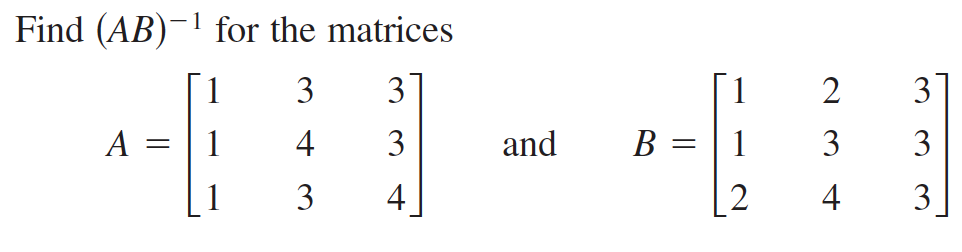 Find (AB)⁻¹ for the matrices
A = [1 3 3; 1 4 3; 1 3 4] and B = [1 2 3; 1 3 3; 2 4 3]